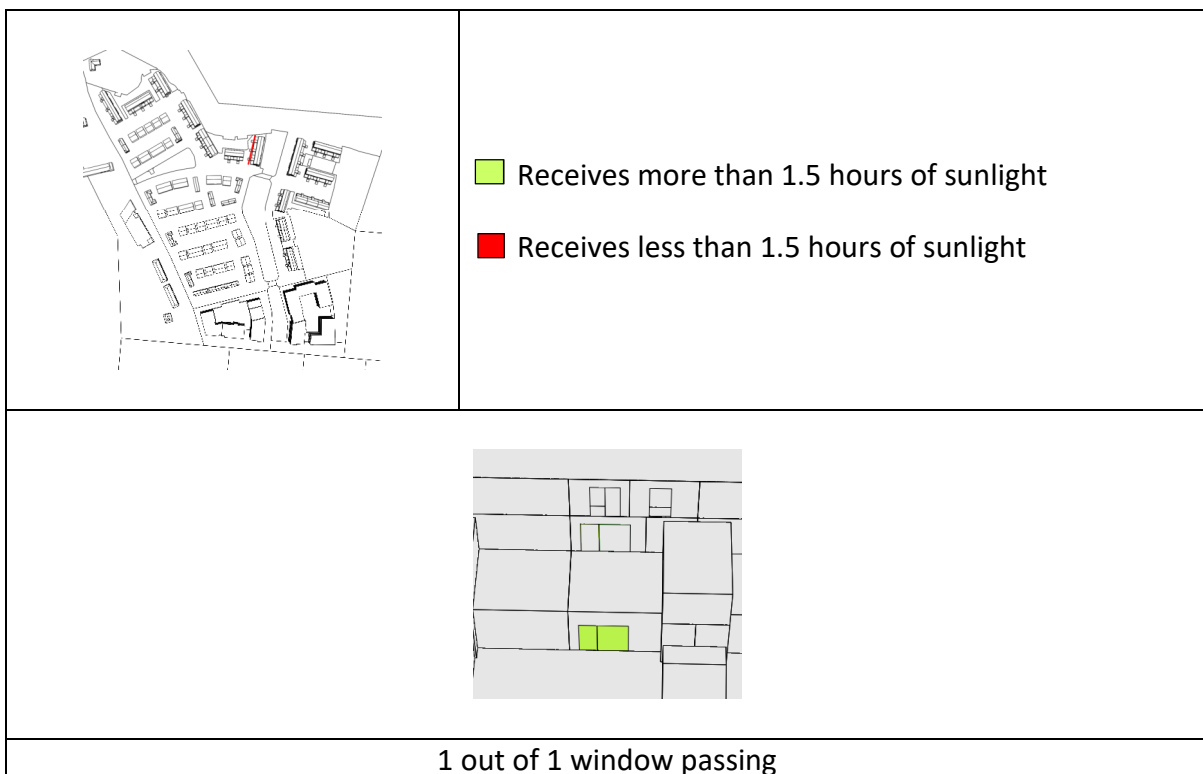 Receives more than 1.5 hours of sunlight
Receives less than 1.5 hours of sunlight
1 out of 1 window passing